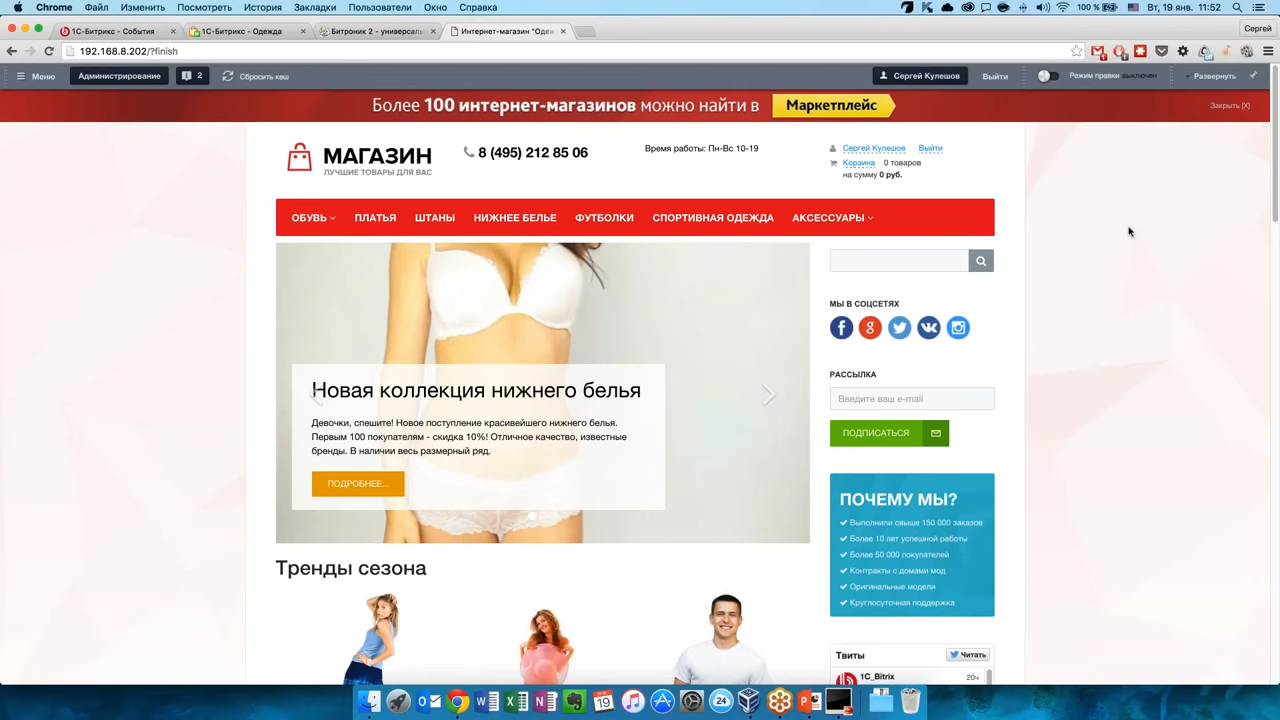 Chrome Файл Изменить Посмотреть История Закладки Пользователи Окно Справка 100 % Вт, 19 янв. 11:52
1С-Битрикс - События 1С-Битрикс - Одежда Битроник 2 - универсаль Интернет-магазин "Одеж Сергей
192.168.8.202/?finish
Меню Администрирование 2 Сбросить кеш Сергей Кулешов Выйти Режим правки выключен Развернуть
Более 100 интернет-магазинов можно найти в Маркетплейс Закрыть [X]
МАГАЗИН
ЛУЧШИЕ ТОВАРЫ ДЛЯ ВАС
8 (495) 212 85 06
Время работы: Пн-Вс 10-19
Сергей Кулешов Выйти
Корзина 0 товаров
на сумму 0 руб.
ОБУВЬ ПЛАТЬЯ ШТАНЫ НИЖНЕЕ БЕЛЬЕ ФУТБОЛКИ СПОРТИВНАЯ ОДЕЖДА АКСЕССУАРЫ
Новая коллекция нижнего белья
Девочки, спешите! Новое поступление красивейшего нижнего белья.
Первым 100 покупателям - скидка 10%! Отличное качество, известные
бренды. В наличии весь размерный ряд.
ПОДРОБНЕЕ...
Тренды сезона
МЫ В СОЦСЕТЯХ
РАССЫЛКА
Введите ваш e-mail
ПОДПИСАТЬСЯ
ПОЧЕМУ МЫ?
Выполнили свыше 150 000 заказов
Более 10 лет успешной работы
Более 50 000 покупателей
Контракты с домами мод
Оригинальные модели
Круглосуточная поддержка
Твиты Читать
1C_Bitrix 20ч
19 24